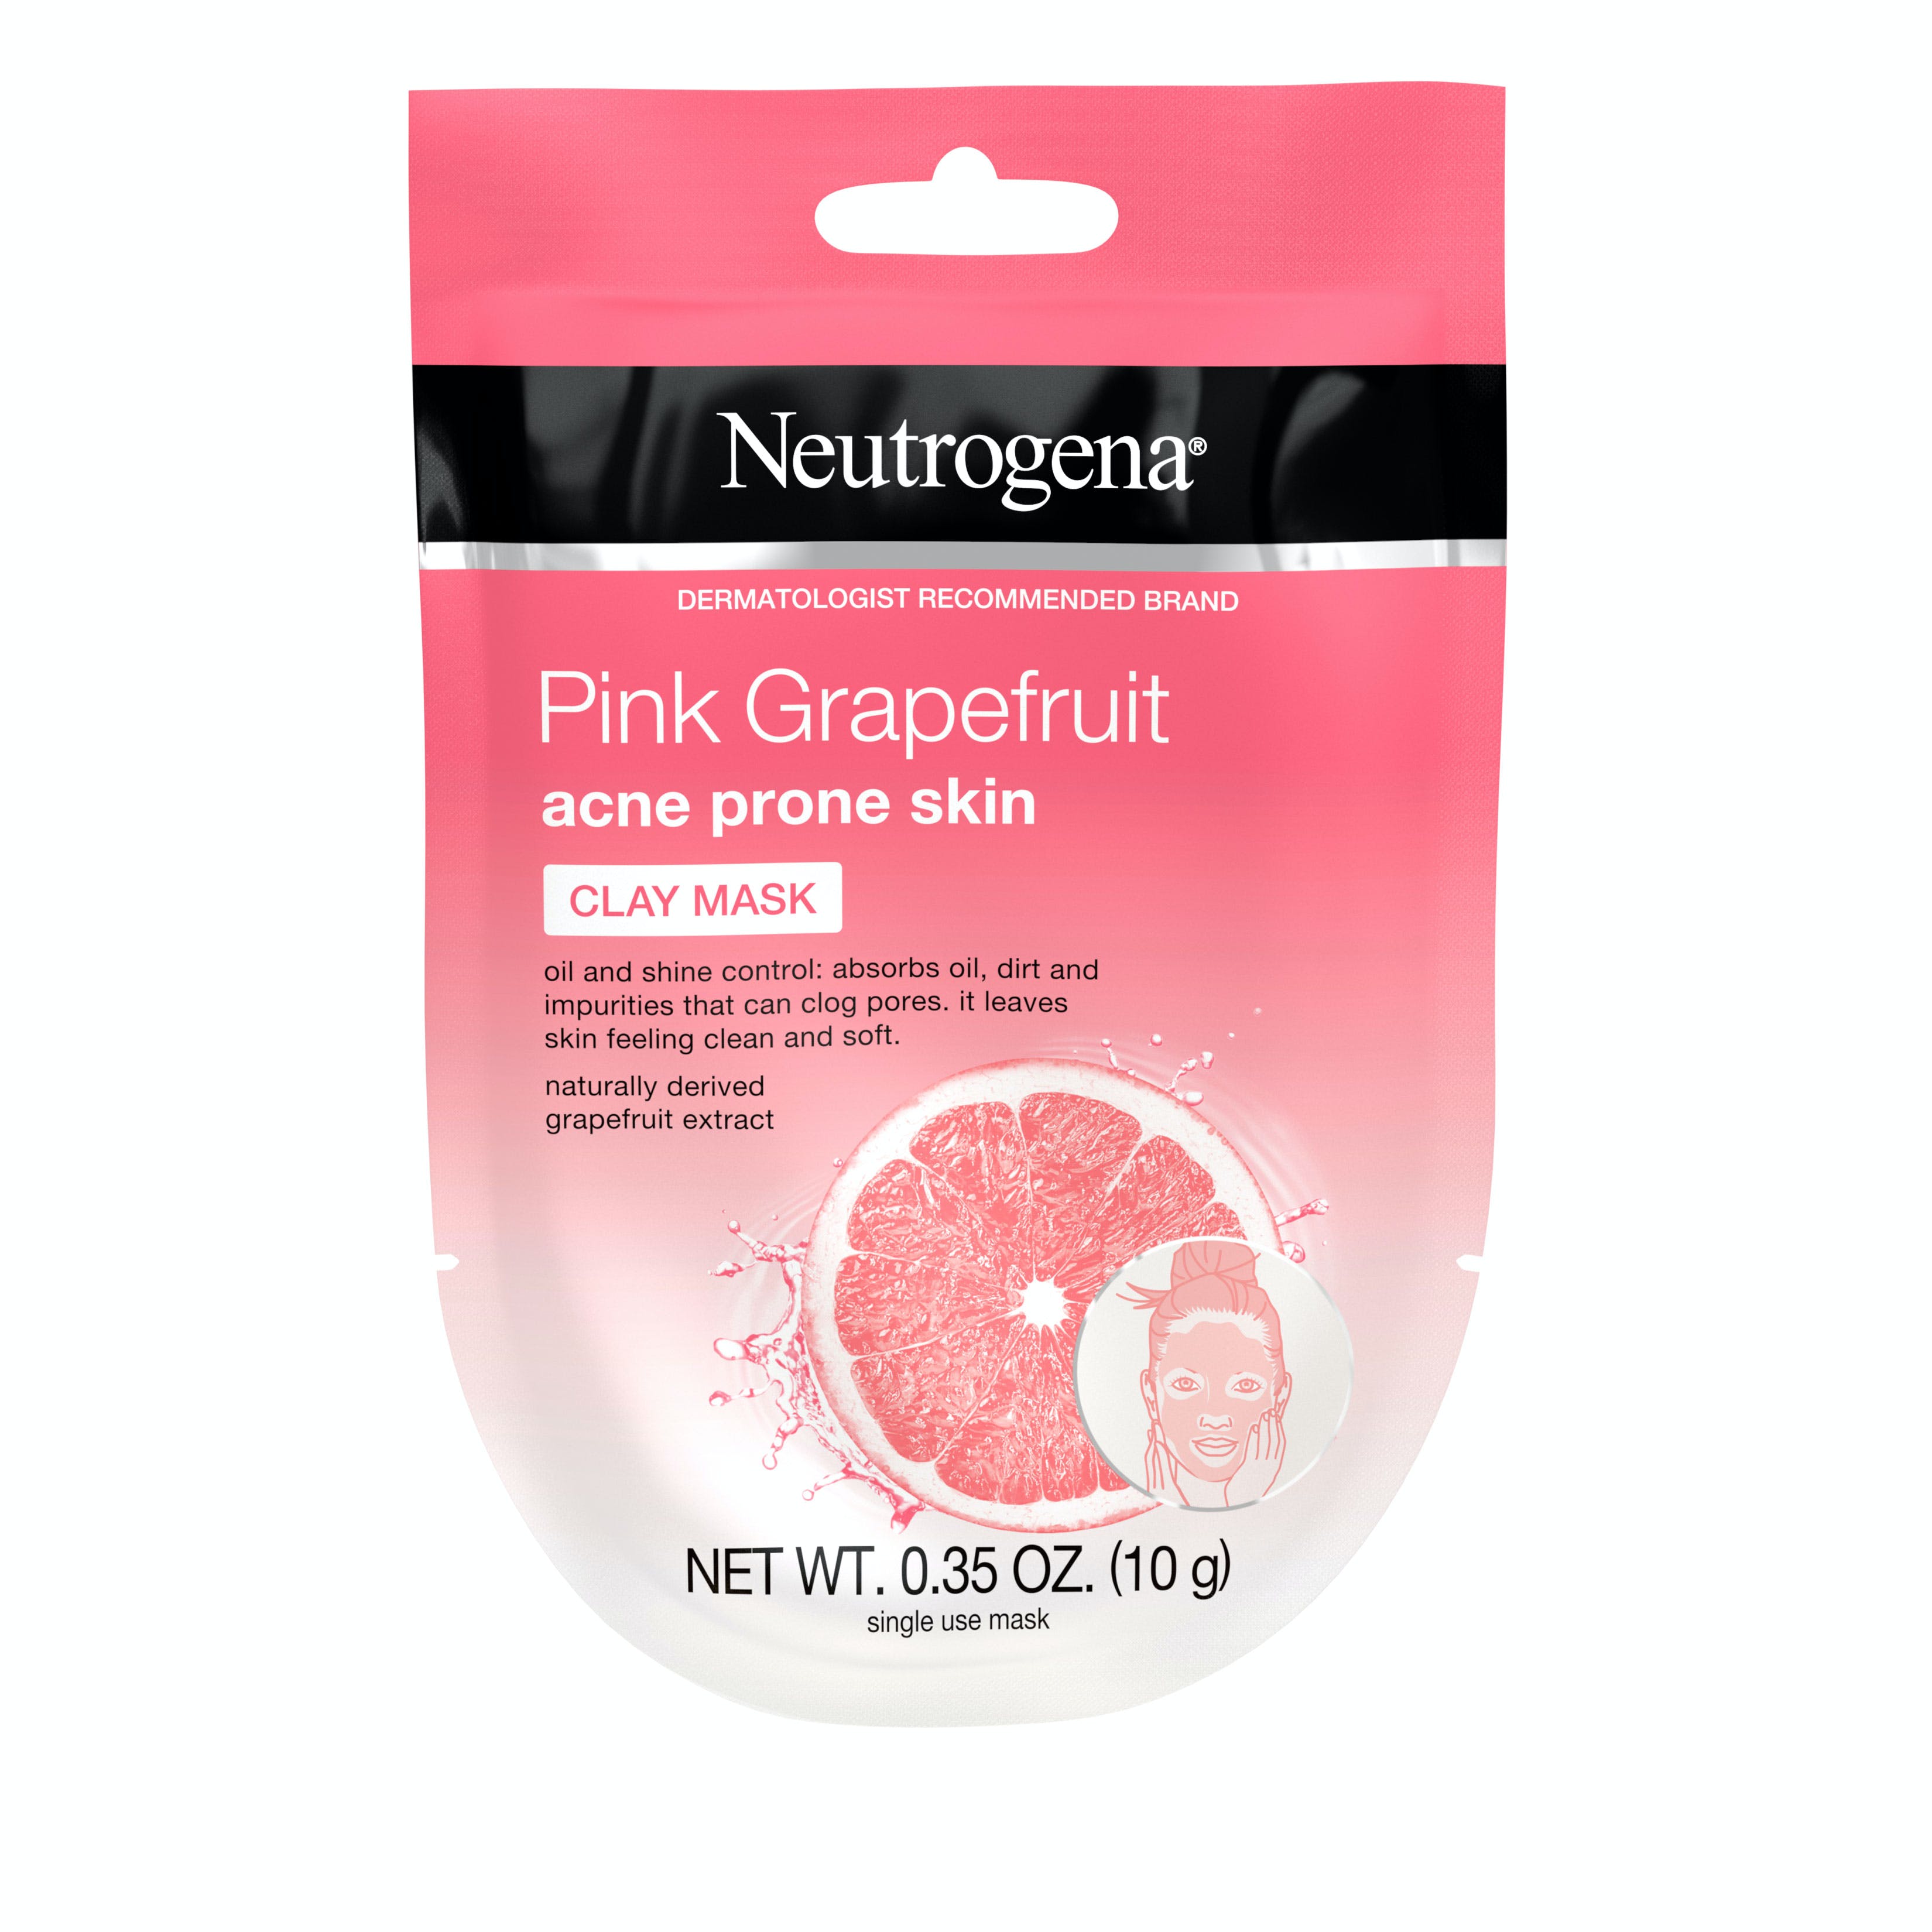 Neutrogena®
DERMATOLOGIST RECOMMENDED BRAND
Pink Grapefruit
acne prone skin
CLAY MASK
oil and shine control: absorbs oil, dirt and
impurities that can clog pores. it leaves
skin feeling clean and soft.
naturally derived
grapefruit extract
NET WT. 0.35 OZ. (10 g)
single use mask